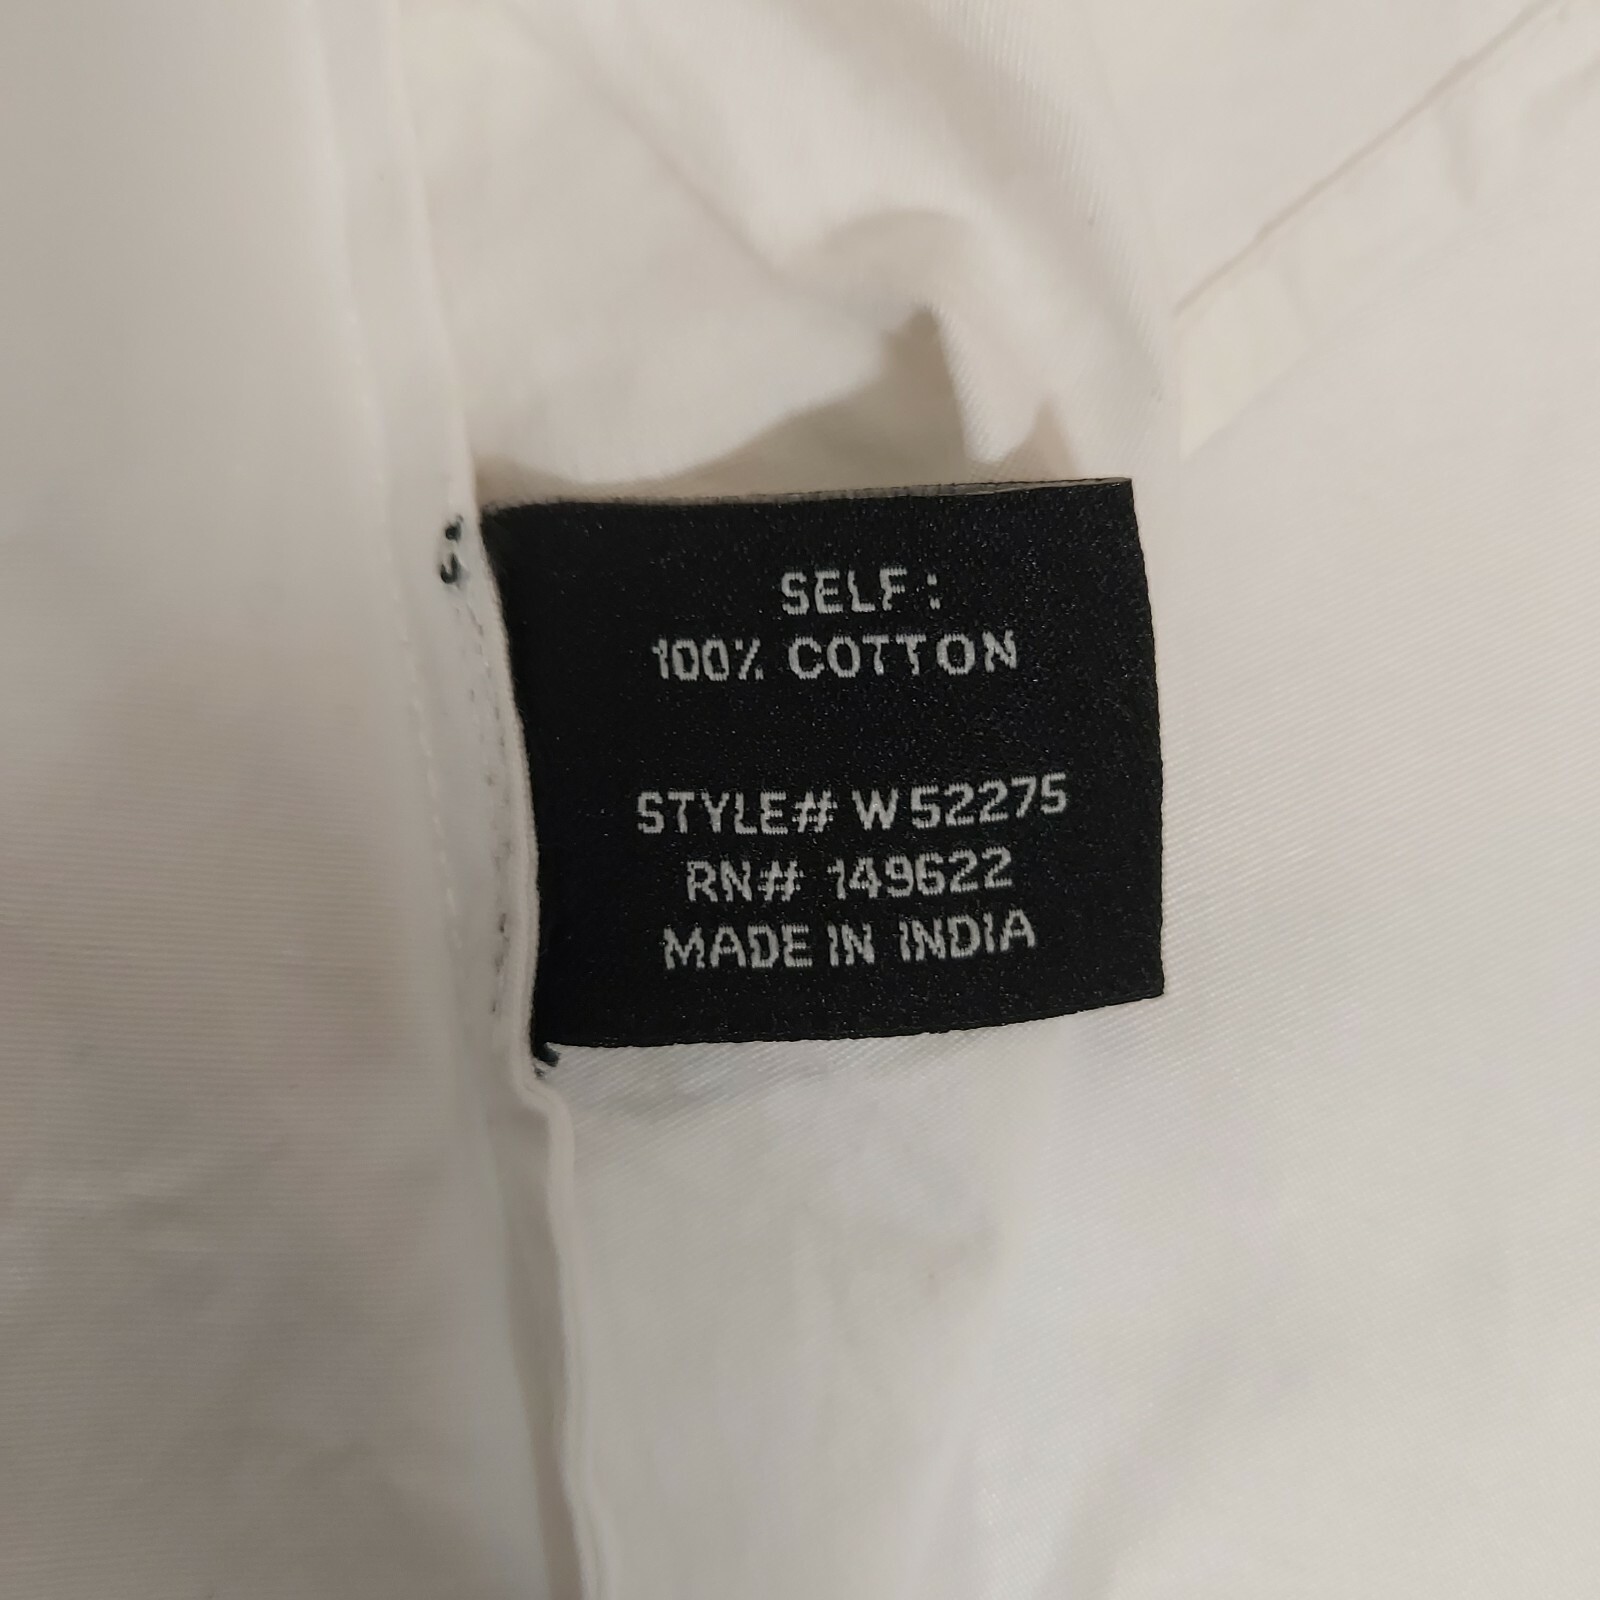 SELF :
100% COTTON
STYLE# W52275
RN# 149622
MADE IN INDIA